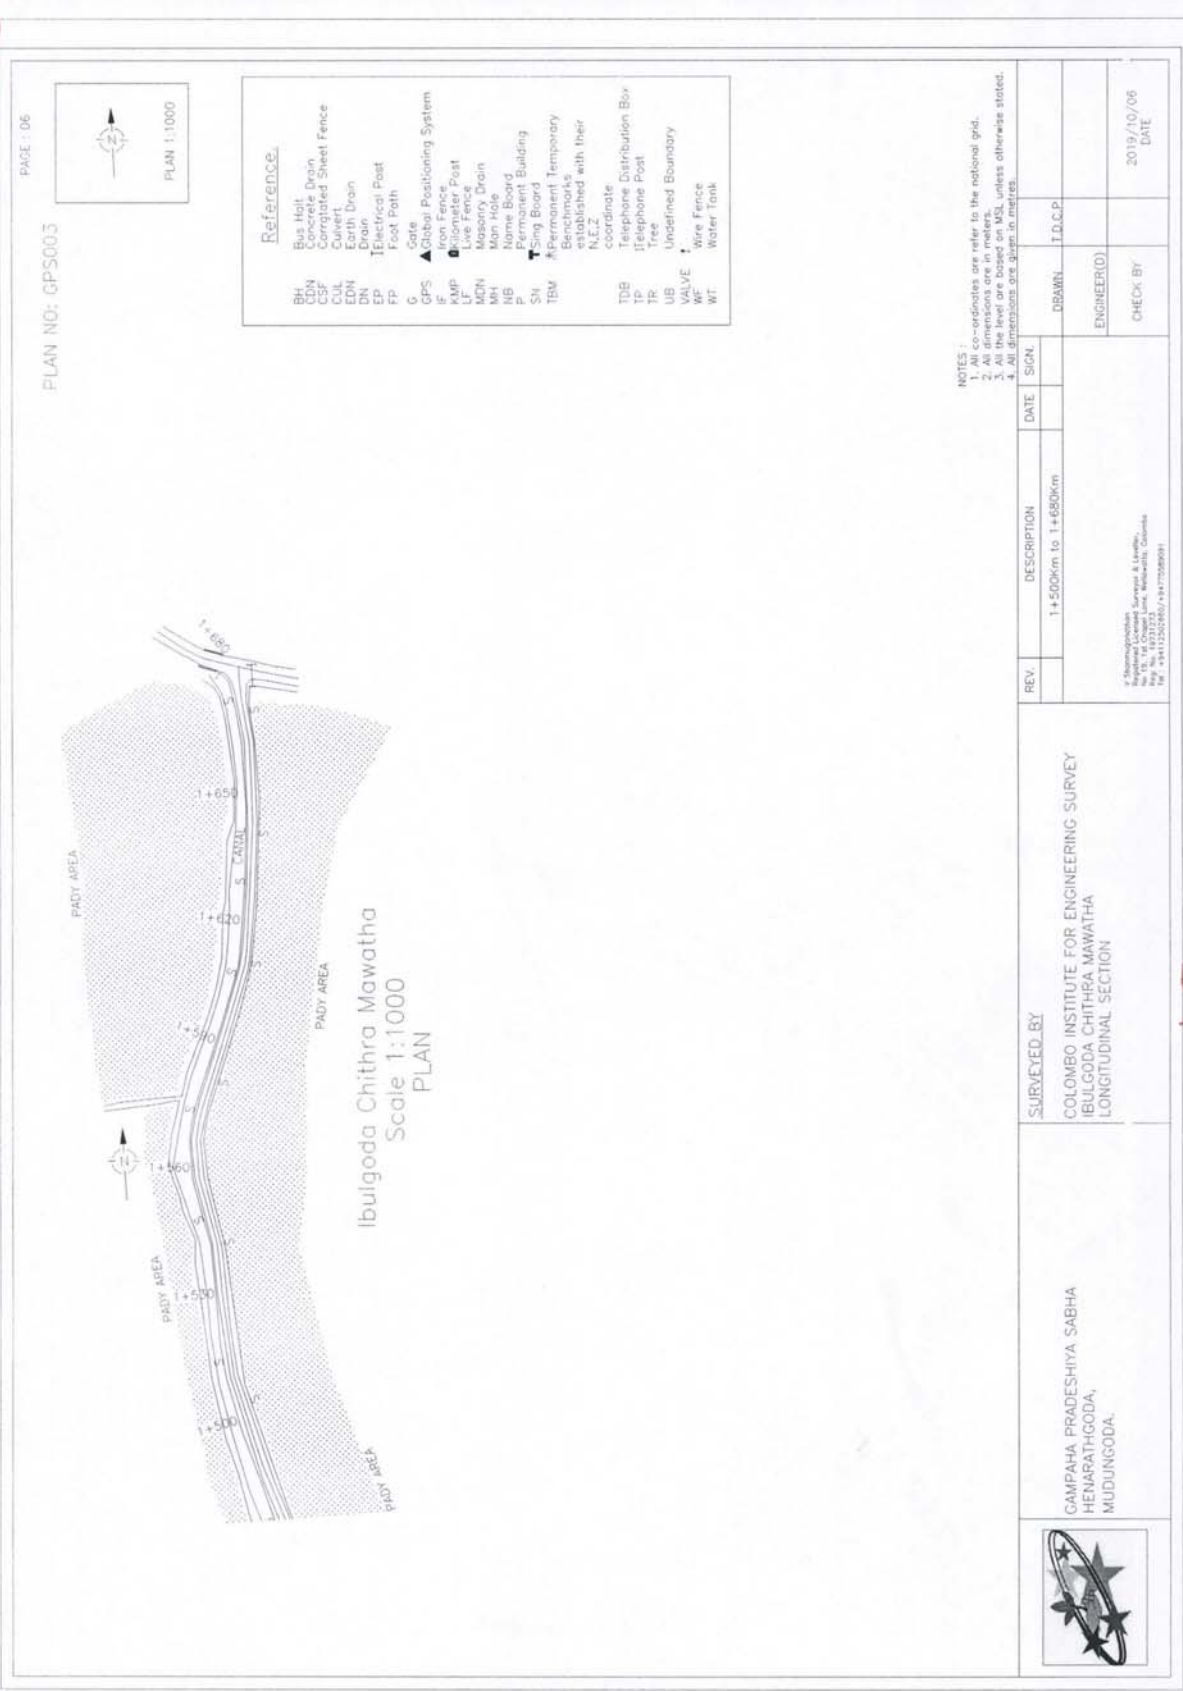 PAGE : 06
PLAN NO: GPS003
N
PLAN 1:1000
Reference.
BH Bus Halt
CDN Concrete Drain
CSF Corrgtated Sheet Fence
CUL Culvert
EDN Earth Drain
DN Drain
EP Electrical Post
FP Foot Path
G Gate
GPS Global Positioning System
IF Iron Fence
KMP Kilometer Post
LF Live Fence
MDN Masonry Drain
MH Man Hole
NB Name Board
P Permanent Building
SN Sing Board
TBM Permanent Temporary
Benchmarks
established with their
N,E,Z
coordinate
TDB Telephone Distribution Box
TP Telephone Post
TR Tree
UB Undefined Boundary
VALVE
WF Wire Fence
WT Water Tank
PADY AREA
PADY AREA
PADY AREA
PADY AREA
N
1+500
1+530
1+560
1+590
1+620
1+650
1+680
S CANAL
Ibulgoda Chithra Mawatha
Scale 1:1000
PLAN
NOTES :
1. All co-ordinates are refer to the national grid.
2. All dimensions are in meters.
3. All the level are based on MSL unless otherwise stated.
4. All dimensions are given in metres.
GAMPAHA PRADESHIYA SABHA
HENARATHGODA,
MUDUNGODA.
SURVEYED BY
COLOMBO INSTITUTE FOR ENGINEERING SURVEY
IBULGODA CHITHRA MAWATHA
LONGITUDINAL SECTION
REV. DESCRIPTION DATE SIGN.
1+500Km to 1+680Km
Registered Licensed Surveyor & Leveller,
DRAWN T.D.C.P
ENGINEER(D)
CHECK BY
2019/10/06
DATE